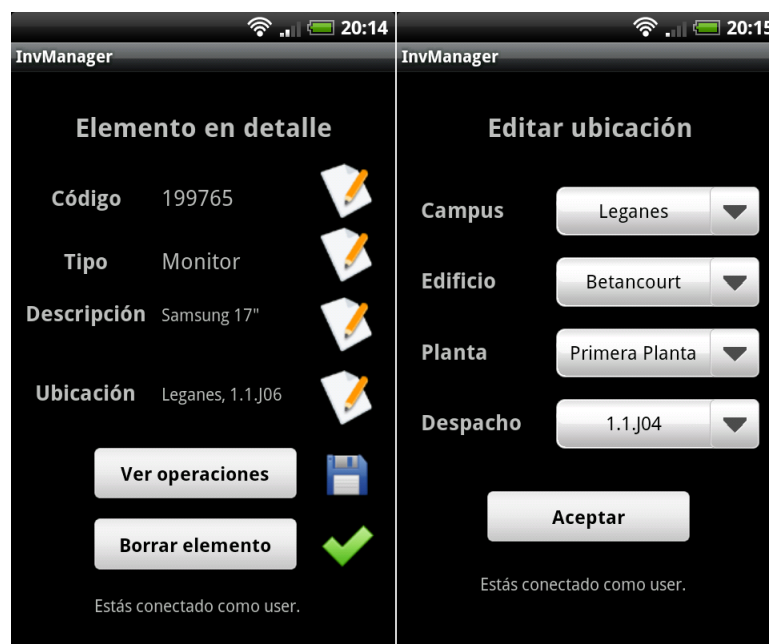 20:14
InvManager
Elemento en detalle
Código 199765
Tipo Monitor
Descripción Samsung 17"
Ubicación Leganes, 1.1.J06
Ver operaciones
Borrar elemento
Estás conectado como user.
20:15
InvManager
Editar ubicación
Campus Leganes
Edificio Betancourt
Planta Primera Planta
Despacho 1.1.J04
Aceptar
Estás conectado como user.